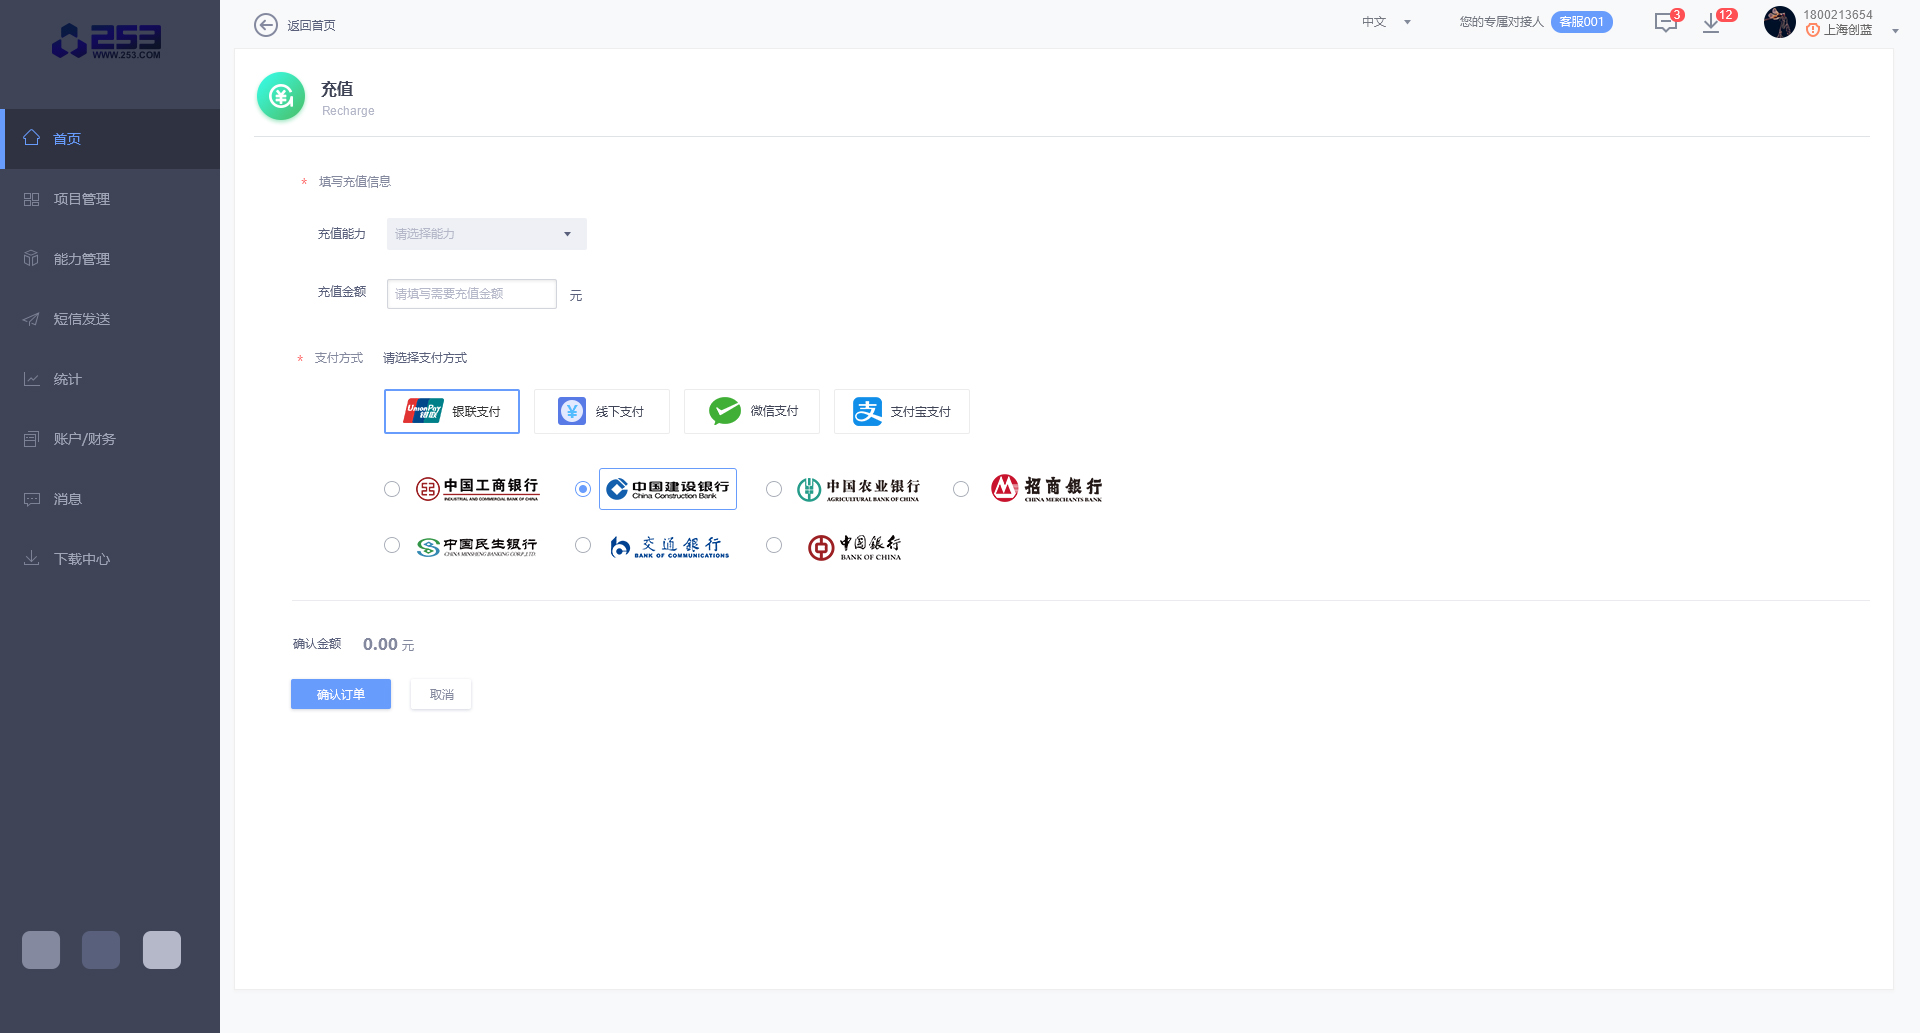 253
WWW.253.COM
首页
项目管理
能力管理
短信发送
统计
账户/财务
消息
下载中心
返回首页
中文
您的专属对接人 客服001
3
12
1800213654
上海创蓝
充值
Recharge
* 填写充值信息
充值能力 请选择能力
充值金额 请填写需要充值金额 元
* 支付方式 请选择支付方式
UnionPay 银联 银联支付
线下支付
微信支付
支 支付宝支付
中国工商银行
INDUSTRIAL AND COMMERCIAL BANK OF CHINA
中国建设银行
China Construction Bank
中国农业银行
AGRICULTURAL BANK OF CHINA
招商银行
CHINA MERCHANTS BANK
中国民生银行
CHINA MINSHENG BANKING CORP.,LTD.
交通银行
BANK OF COMMUNICATIONS
中国银行
BANK OF CHINA
确认金额 0.00 元
确认订单 取消